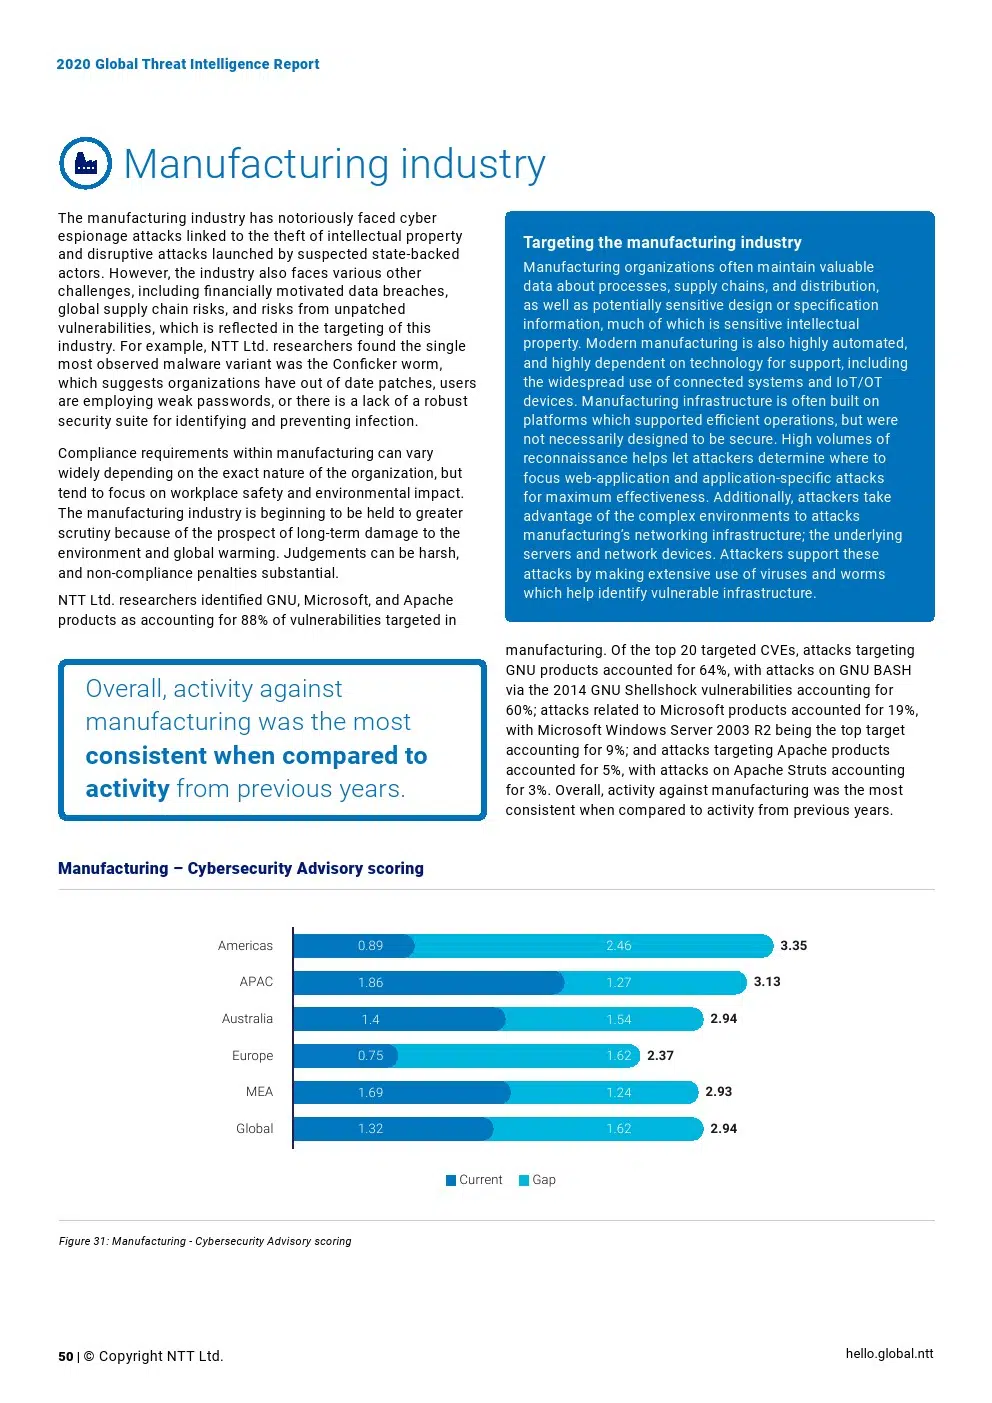 2020 Global Threat Intelligence Report
Manufacturing industry
The manufacturing industry has notoriously faced cyber
espionage attacks linked to the theft of intellectual property
and disruptive attacks launched by suspected state-backed
actors. However, the industry also faces various other
challenges, including financially motivated data breaches,
global supply chain risks, and risks from unpatched
vulnerabilities, which is reflected in the targeting of this
industry. For example, NTT Ltd. researchers found the single
most observed malware variant was the Conficker worm,
which suggests organizations have out of date patches, users
are employing weak passwords, or there is a lack of a robust
security suite for identifying and preventing infection.
Compliance requirements within manufacturing can vary
widely depending on the exact nature of the organization, but
tend to focus on workplace safety and environmental impact.
The manufacturing industry is beginning to be held to greater
scrutiny because of the prospect of long-term damage to the
environment and global warming. Judgements can be harsh,
and non-compliance penalties substantial.
NTT Ltd. researchers identified GNU, Microsoft, and Apache
products as accounting for 88% of vulnerabilities targeted in
Overall, activity against
manufacturing was the most
consistent when compared to
activity from previous years.
Targeting the manufacturing industry
Manufacturing organizations often maintain valuable
data about processes, supply chains, and distribution,
as well as potentially sensitive design or specification
information, much of which is sensitive intellectual
property. Modern manufacturing is also highly automated,
and highly dependent on technology for support, including
the widespread use of connected systems and IoT/OT
devices. Manufacturing infrastructure is often built on
platforms which supported efficient operations, but were
not necessarily designed to be secure. High volumes of
reconnaissance helps let attackers determine where to
focus web-application and application-specific attacks
for maximum effectiveness. Additionally, attackers take
advantage of the complex environments to attacks
manufacturing's networking infrastructure; the underlying
servers and network devices. Attackers support these
attacks by making extensive use of viruses and worms
which help identify vulnerable infrastructure.
manufacturing. Of the top 20 targeted CVEs, attacks targeting
GNU products accounted for 64%, with attacks on GNU BASH
via the 2014 GNU Shellshock vulnerabilities accounting for
60%; attacks related to Microsoft products accounted for 19%,
with Microsoft Windows Server 2003 R2 being the top target
accounting for 9%; and attacks targeting Apache products
accounted for 5%, with attacks on Apache Struts accounting
for 3%. Overall, activity against manufacturing was the most
consistent when compared to activity from previous years.
Manufacturing – Cybersecurity Advisory scoring
Americas 0.89 2.46 3.35
APAC 1.86 1.27 3.13
Australia 1.4 1.54 2.94
Europe 0.75 1.62 2.37
MEA 1.69 1.24 2.93
Global 1.32 1.62 2.94
Current Gap
Figure 31: Manufacturing - Cybersecurity Advisory scoring
50 | © Copyright NTT Ltd.
hello.global.ntt